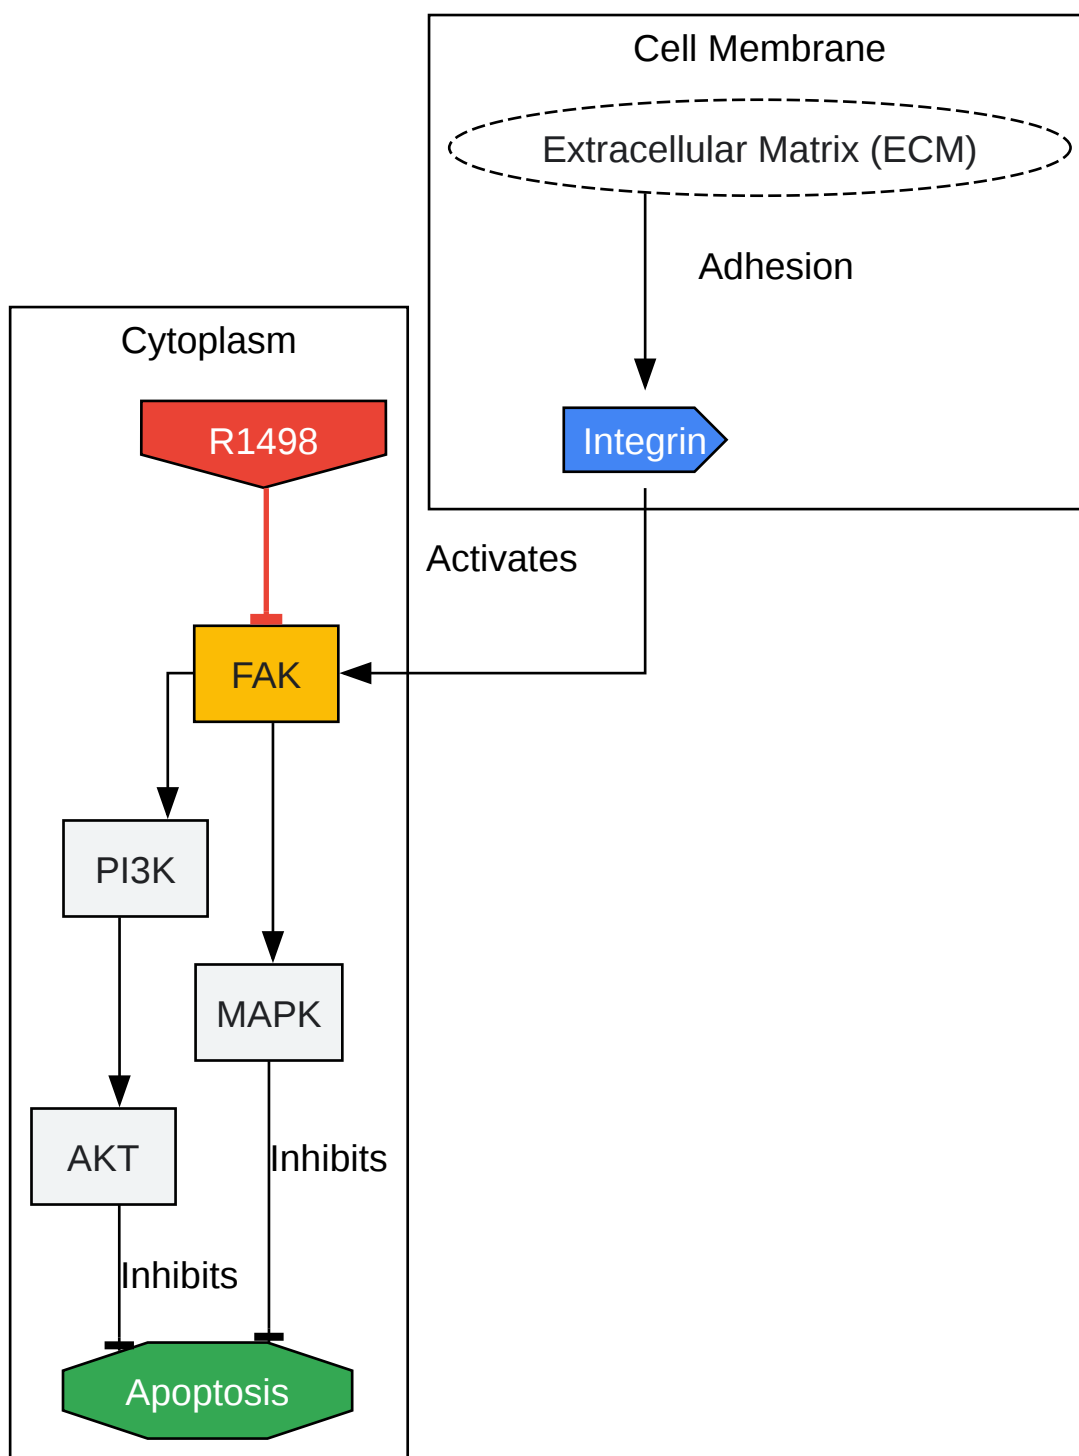 Cell Membrane
Extracellular Matrix (ECM)
Adhesion
Cytoplasm
R1498
Integrin
Activates
FAK
PI3K
MAPK
AKT
Inhibits
Inhibits
Apoptosis